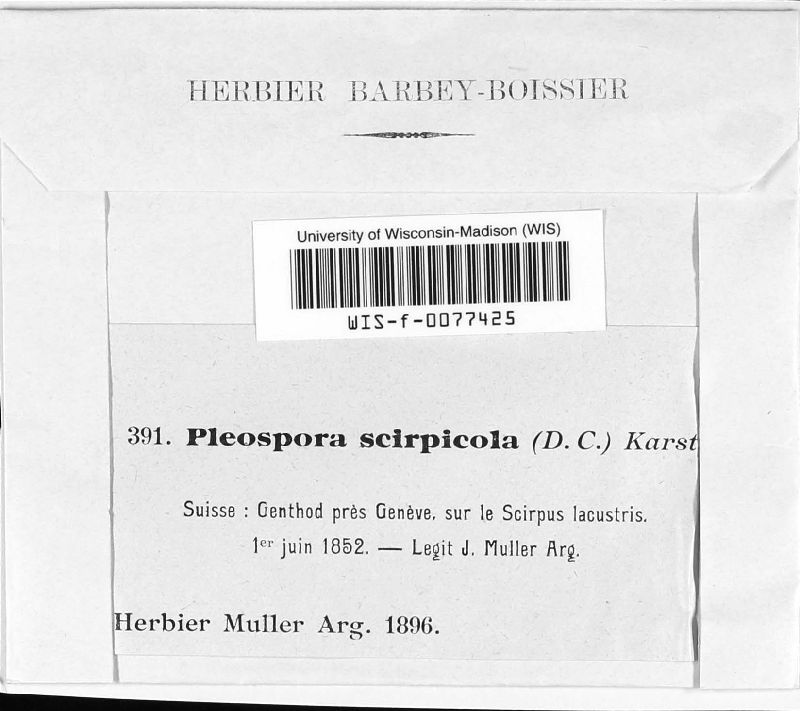 HERBIER BARBEY-BOISSIER
University of Wisconsin-Madison (WIS)
WIS-f-0077425
391. Pleospora scirpicola (D. C.) Karst
Suisse : Genthod près Genève, sur le Scirpus lacustris.
1er juin 1852. — Legit J. Muller Arg.
Herbier Muller Arg. 1896.